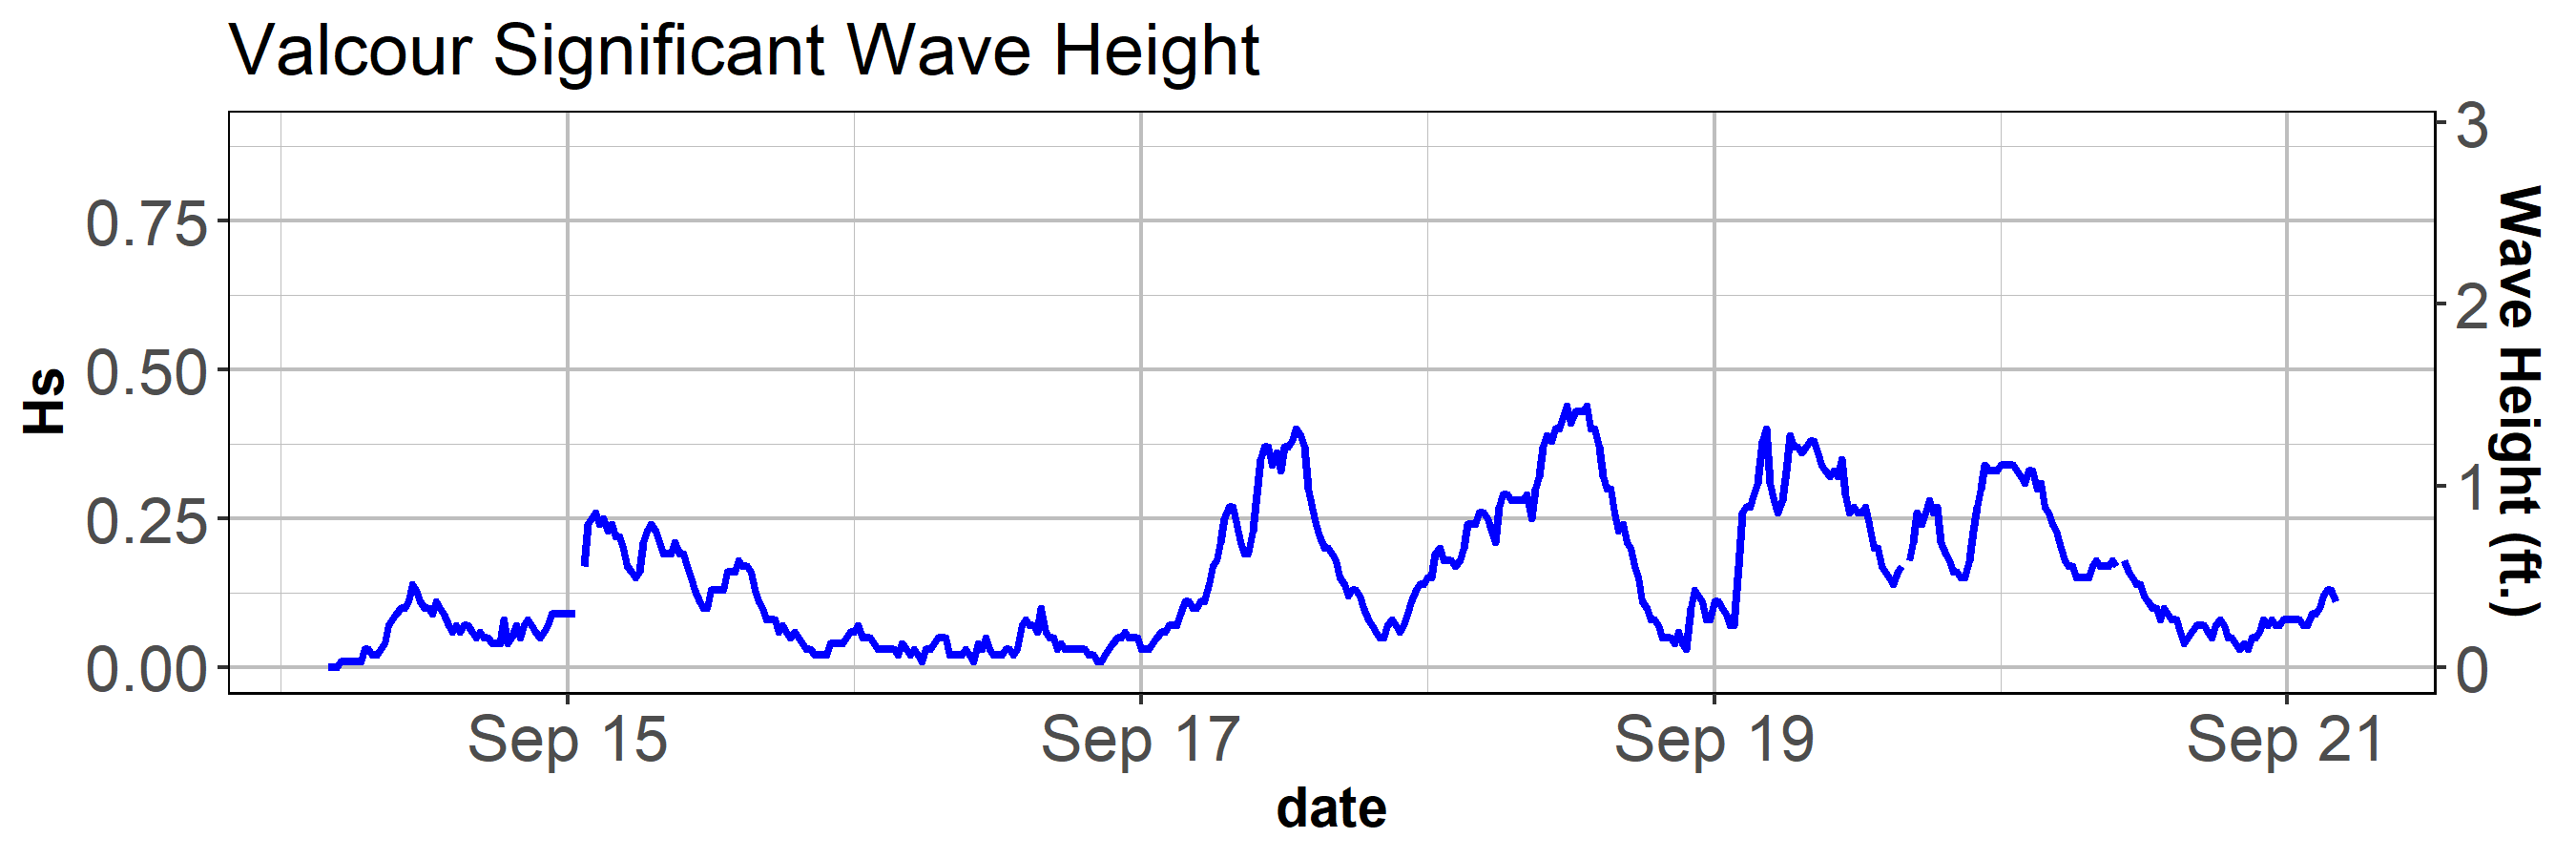 Valcour Significant Wave Height
Hs
0.75
0.50
0.25
0.00
3
2
1
0
Wave Height (ft.)
Sep 15
Sep 17
Sep 19
Sep 21
date